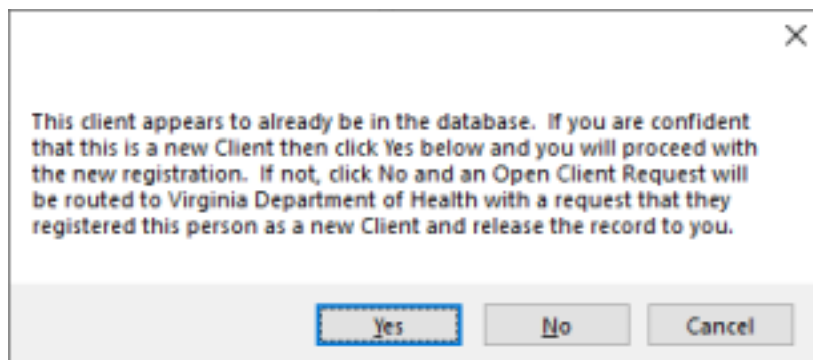 This client appears to already be in the database.  If you are confident
that this is a new Client then click Yes below and you will proceed with
the new registration.  If not, click No and an Open Client Request will
be routed to Virginia Department of Health with a request that they
registered this person as a new Client and release the record to you.
Yes No Cancel